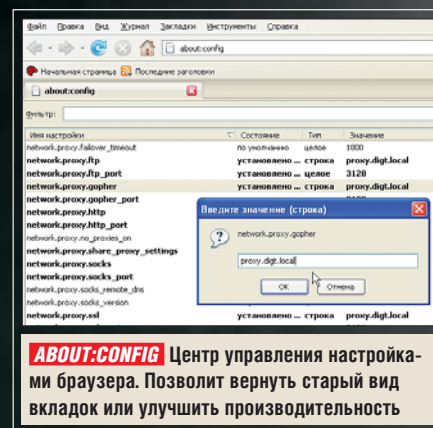 Файл Правка Вид Журнал Закладки Инструменты Справка
about:config
Начальная страница Последние заголовки
about:config
Фильтр:
Имя настройки Состояние Тип Значение
network.proxy.failover_timeout по умолчанию целое 1800
network.proxy.ftp установлено ... строка proxy.digt.local
network.proxy.ftp_port установлено ... целое 3128
network.proxy.gopher установлено ... строка proxy.digt.local
network.proxy.gopher_port
network.proxy.http
network.proxy.http_port
network.proxy.no_proxies_on
network.proxy.share_proxy_settings
network.proxy.socks
network.proxy.socks_port
network.proxy.socks_remote_dns
network.proxy.socks_version
network.proxy.ssl установлено ... строка proxy.digt.local
Введите значение (строка)
network.proxy.gopher
proxy.digt.local
ОК Отмена
ABOUT:CONFIG Центр управления настройка-
ми браузера. Позволит вернуть старый вид
вкладок или улучшить производительность